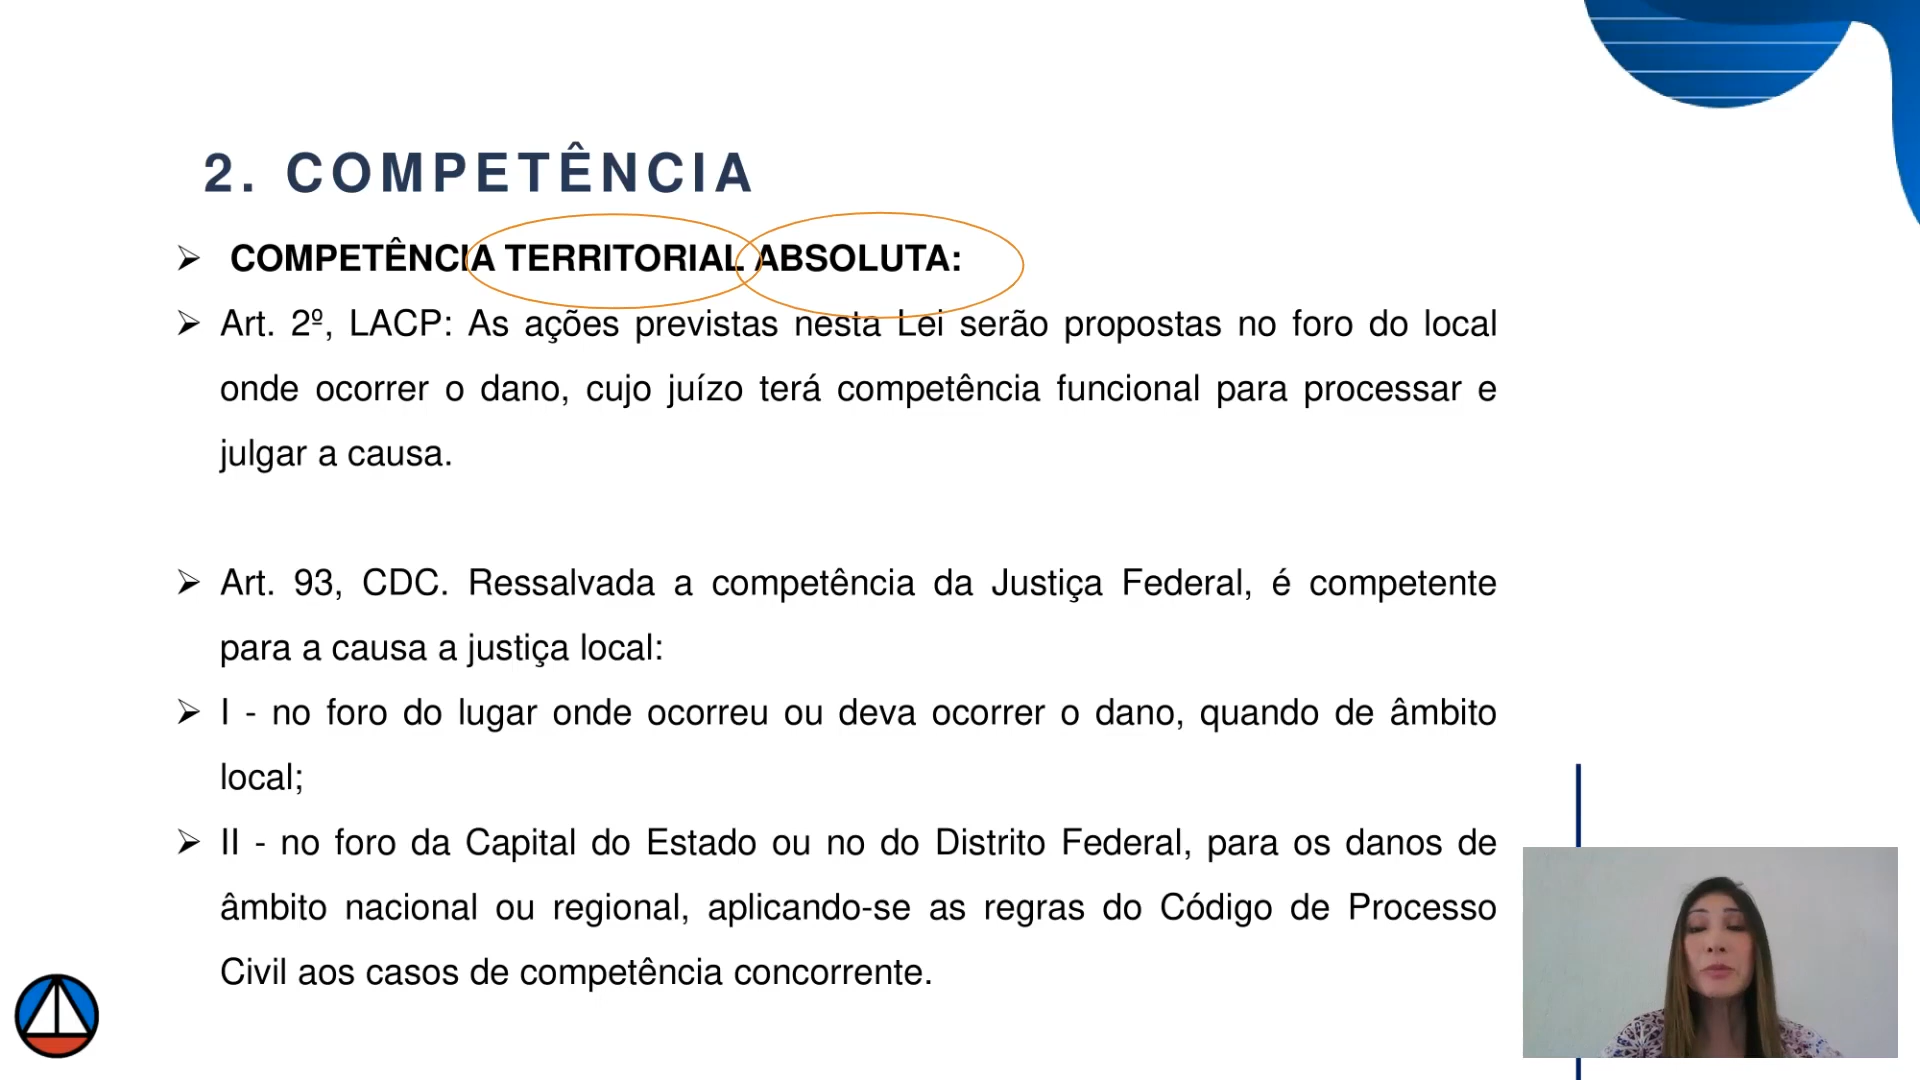 2. COMPETÊNCIA
➢ COMPETÊNCIA TERRITORIAL ABSOLUTA:
➢ Art. 2º, LACP: As ações previstas nesta Lei serão propostas no foro do local
onde ocorrer o dano, cujo juízo terá competência funcional para processar e
julgar a causa.
➢ Art. 93, CDC. Ressalvada a competência da Justiça Federal, é competente
para a causa a justiça local:
➢ I - no foro do lugar onde ocorreu ou deva ocorrer o dano, quando de âmbito
local;
➢ II - no foro da Capital do Estado ou no do Distrito Federal, para os danos de
âmbito nacional ou regional, aplicando-se as regras do Código de Processo
Civil aos casos de competência concorrente.